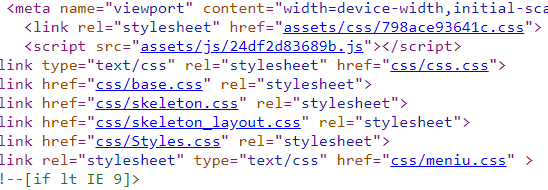 <meta name="viewport" content="width=device-width,initial-sca
<link rel="stylesheet" href="assets/css/798ace93641c.css">
<script src="assets/js/24df2d83689b.js"></script>
link type="text/css" rel="stylesheet" href="css/css.css">
link href="css/base.css" rel="stylesheet">
link href="css/skeleton.css" rel="stylesheet">
link href="css/skeleton_layout.css" rel="stylesheet">
link href="css/Styles.css" rel="stylesheet">
link rel="stylesheet" type="text/css" href="css/meniu.css" >
!--[if lt IE 9]>